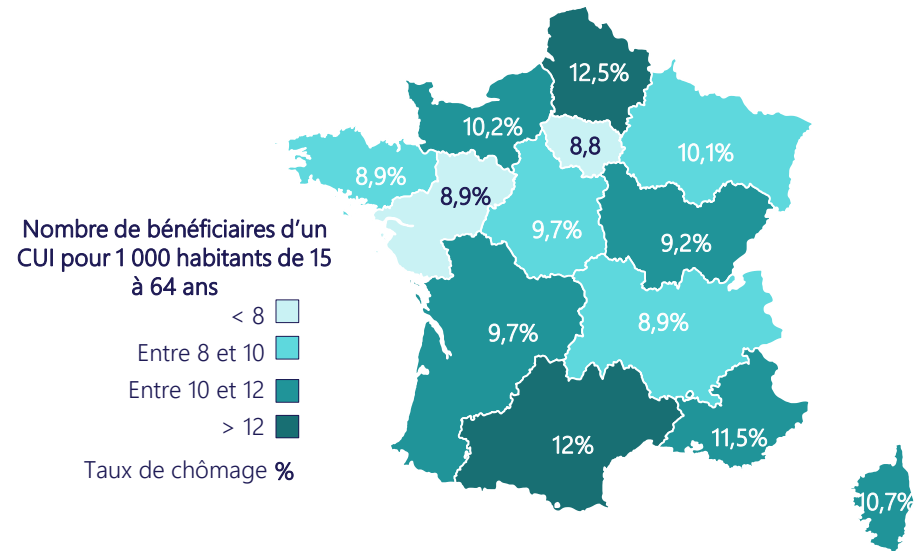 12,5%
10,2%
8,8
10,1%
8,9%
8,9%
9,7%
9,2%
Nombre de bénéficiaires d’un
CUI pour 1 000 habitants de 15
à 64 ans
< 8
Entre 8 et 10
Entre 10 et 12
> 12
Taux de chômage %
9,7%
8,9%
12%
11,5%
10,7%